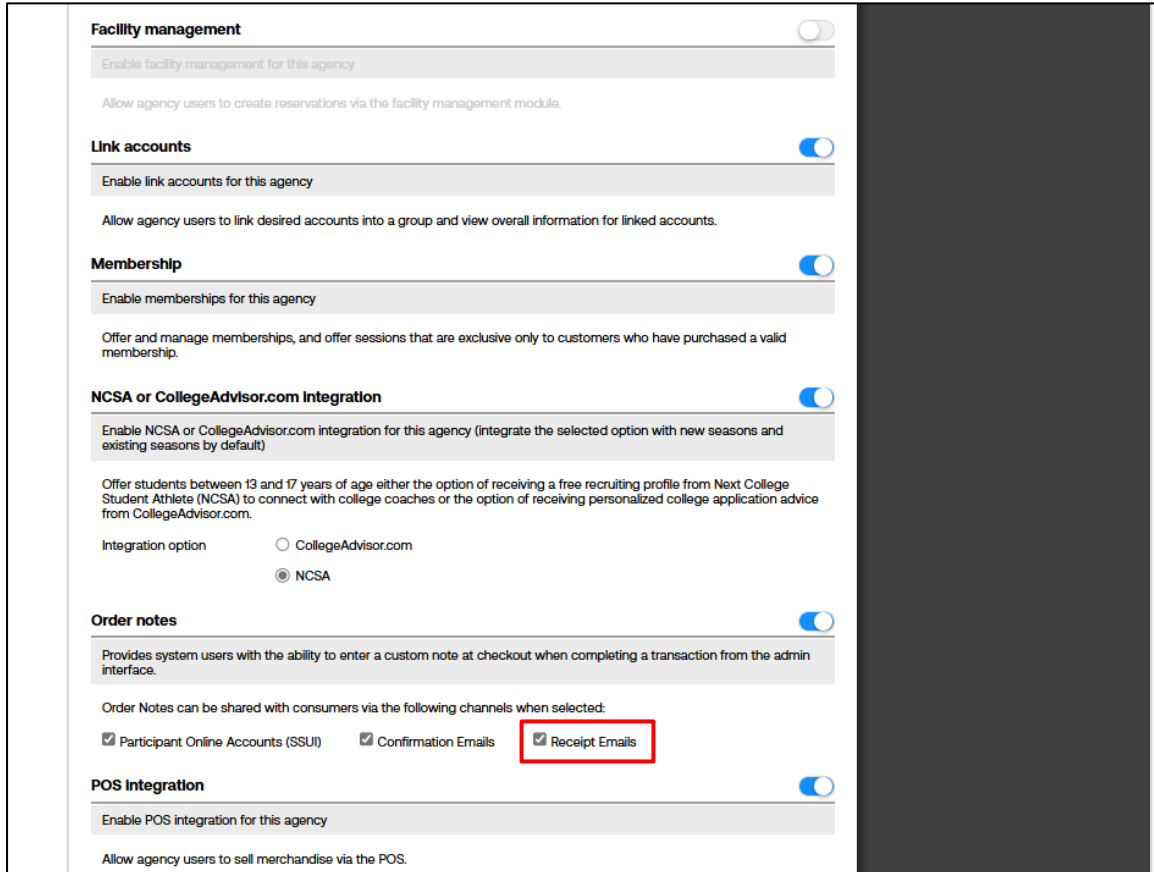 Facility management
Enable facility management for this agency
Allow agency users to create reservations via the facility management module.
Link accounts
Enable link accounts for this agency
Allow agency users to link desired accounts into a group and view overall information for linked accounts.
Membership
Enable memberships for this agency
Offer and manage memberships, and offer sessions that are exclusive only to customers who have purchased a valid
membership.
NCSA or CollegeAdvisor.com integration
Enable NCSA or CollegeAdvisor.com integration for this agency (integrate the selected option with new seasons and
existing seasons by default)
Offer students between 13 and 17 years of age either the option of receiving a free recruiting profile from Next College
Student Athlete (NCSA) to connect with college coaches or the option of receiving personalized college application advice
from CollegeAdvisor.com.
Integration option CollegeAdvisor.com
NCSA
Order notes
Provides system users with the ability to enter a custom note at checkout when completing a transaction from the admin
interface.
Order Notes can be shared with consumers via the following channels when selected:
Participant Online Accounts (SSUI) Confirmation Emails Receipt Emails
POS integration
Enable POS integration for this agency
Allow agency users to sell merchandise via the POS.